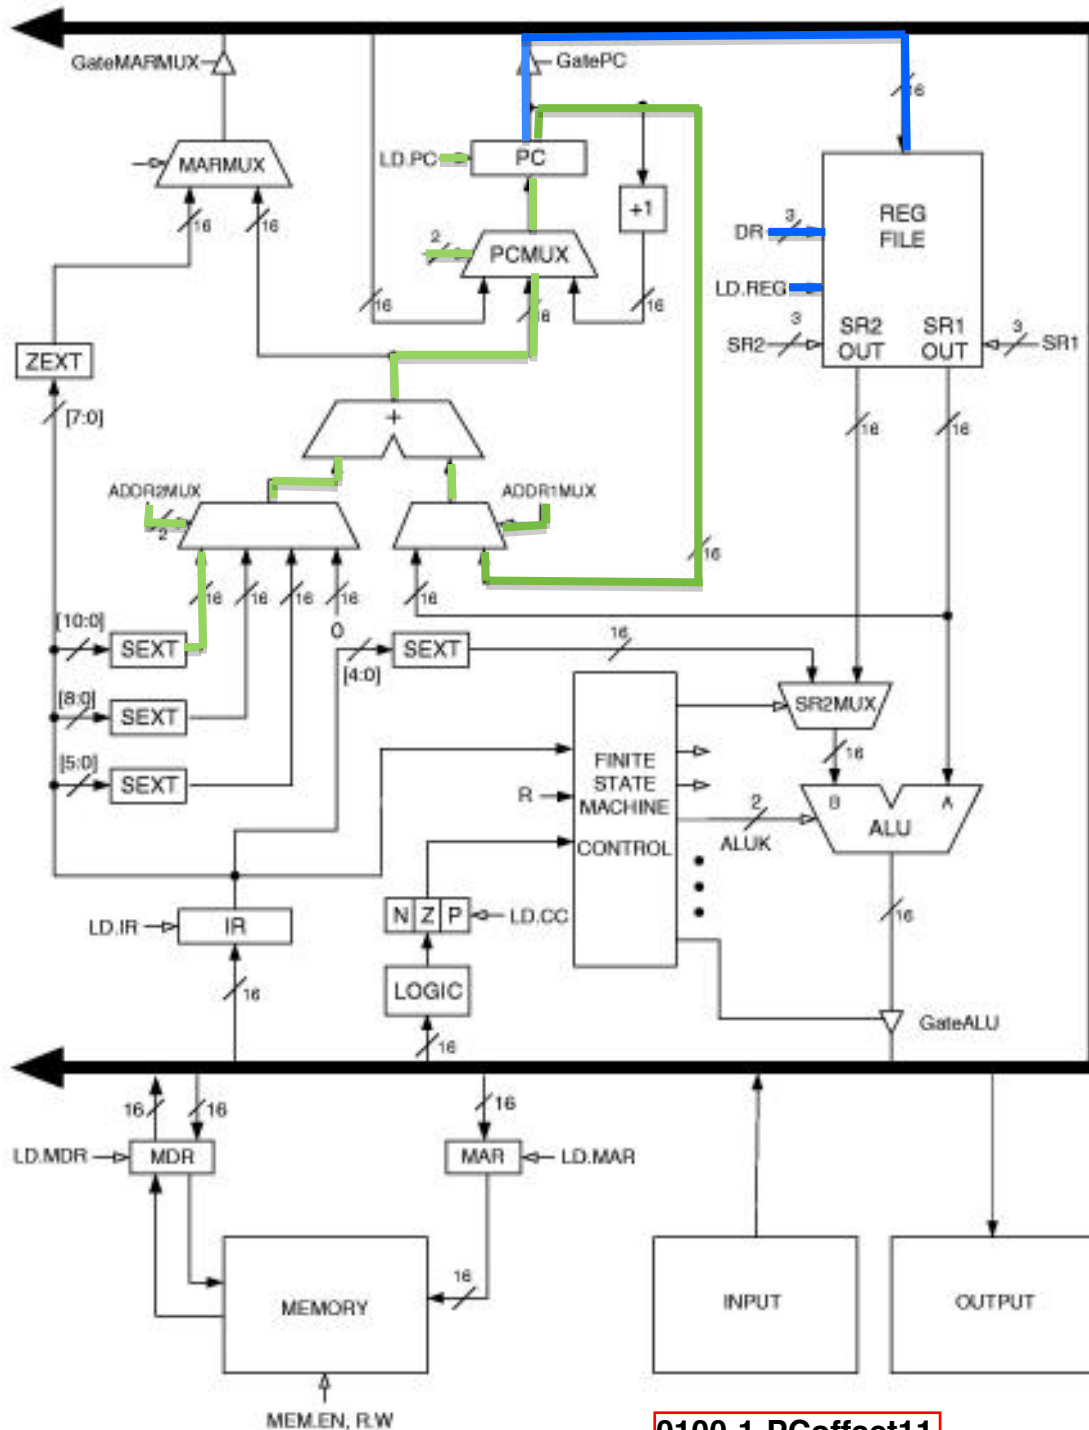 GateMARMUX
GatePC
16
MARMUX
LD.PC
PC
16
16
+1
REG
FILE
3
DR
2
PCMUX
LD.REG
16
16
16
3
SR2
SR2
OUT
SR1
OUT
3
SR1
ZEXT
[7:0]
+
16
16
ADDR2MUX
ADDR1MUX
2
16
16
16
16
16
16
0
[10:0]
SEXT
[4:0]
SEXT
16
[8:0]
SEXT
SR2MUX
[5:0]
SEXT
16
FINITE
STATE
MACHINE
CONTROL
R
B
A
ALU
2
ALUK
N Z P
LD.CC
LD.IR
IR
16
LOGIC
16
16
GateALU
16
16
16
LD.MDR
MDR
MAR
LD.MAR
16
MEMORY
INPUT
OUTPUT
MEM.EN, R.W
0100 1 PCoffset11